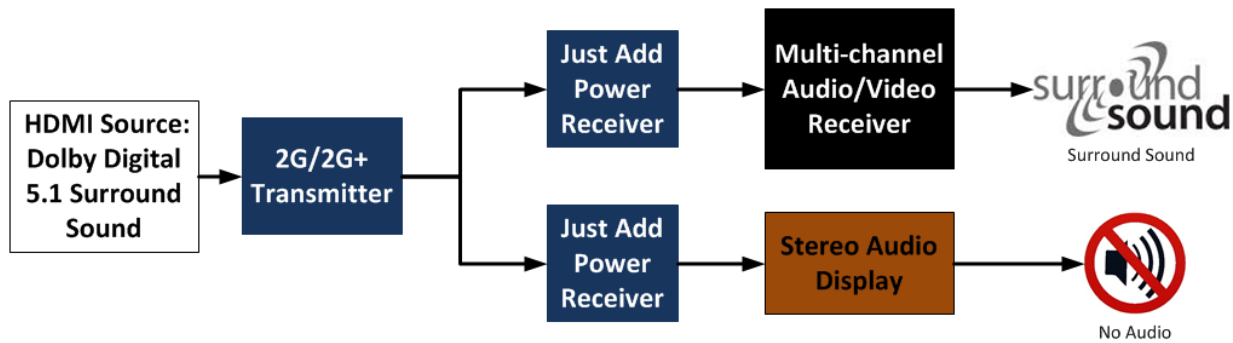 HDMI Source:
Dolby Digital
5.1 Surround
Sound
2G/2G+
Transmitter
Just Add
Power
Receiver
Multi-channel
Audio/Video
Receiver
surround
sound
Surround Sound
Just Add
Power
Receiver
Stereo Audio
Display
No Audio